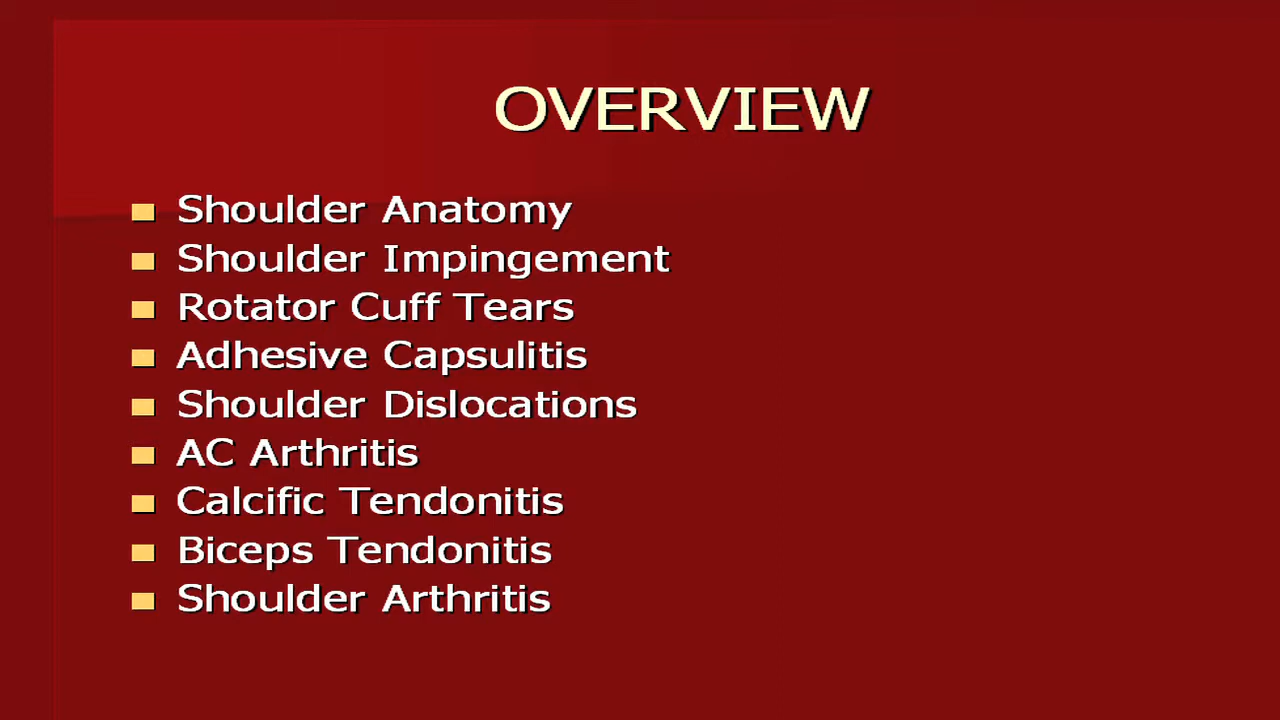 OVERVIEW
Shoulder Anatomy
Shoulder Impingement
Rotator Cuff Tears
Adhesive Capsulitis
Shoulder Dislocations
AC Arthritis
Calcific Tendonitis
Biceps Tendonitis
Shoulder Arthritis